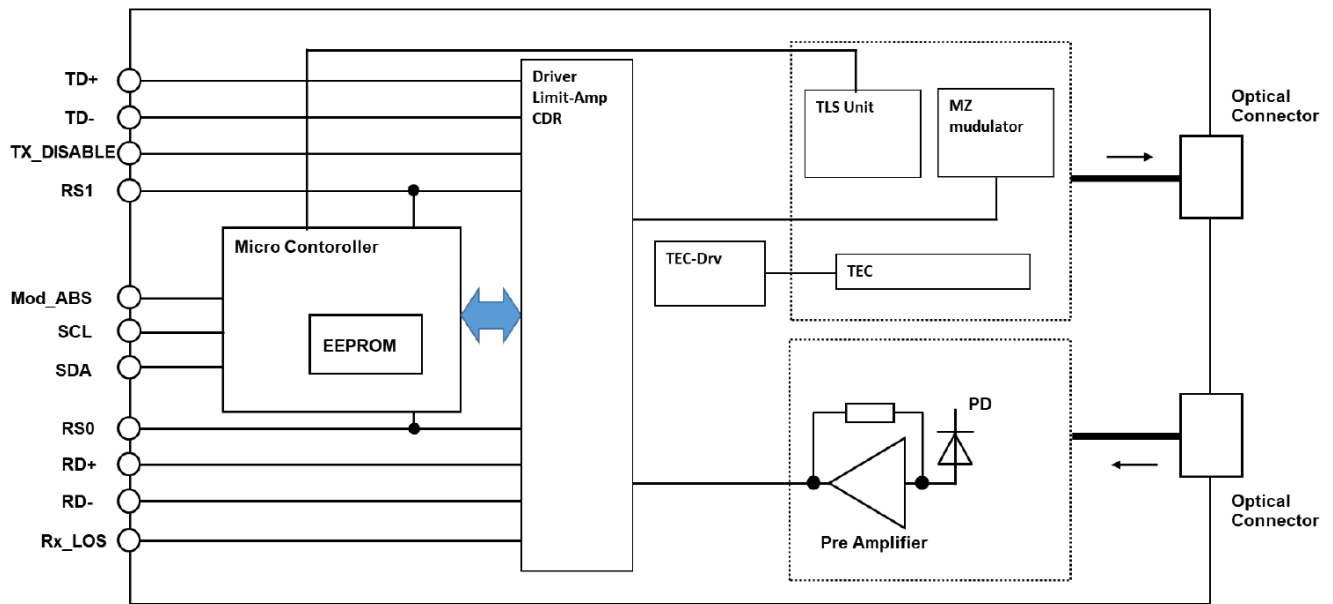 TD+
TD-
TX_DISABLE
RS1
Mod_ABS
SCL
SDA
RS0
RD+
RD-
Rx_LOS
Micro Contoroller
EEPROM
Driver
Limit-Amp
CDR
TLS Unit
MZ
mudulator
TEC-Drv
TEC
PD
Pre Amplifier
Optical
Connector
Optical
Connector